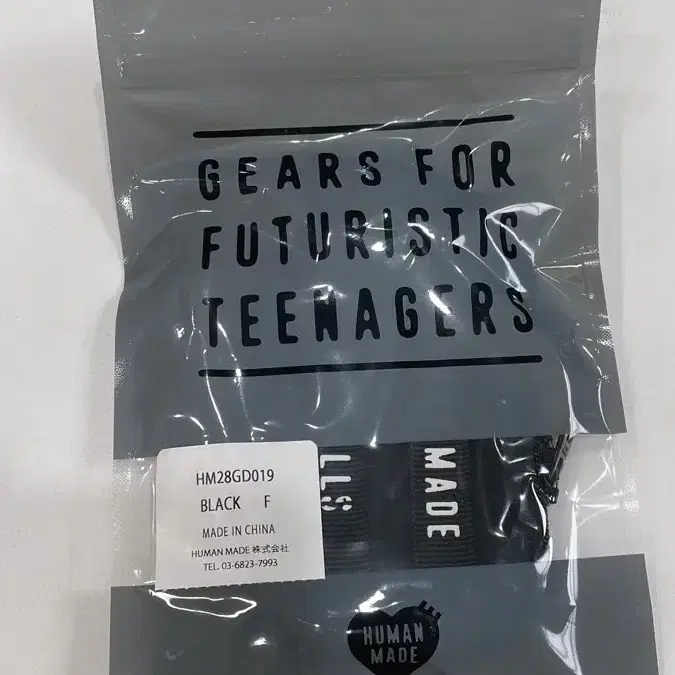 GEARS FOR
FUTURISTIC
TEENAGERS
HM28GD019
BLACK F
MADE IN CHINA
HUMAN MADE 株式会社
TEL. 03-6823-7993
LLS
MADE
HUMAN
MADE